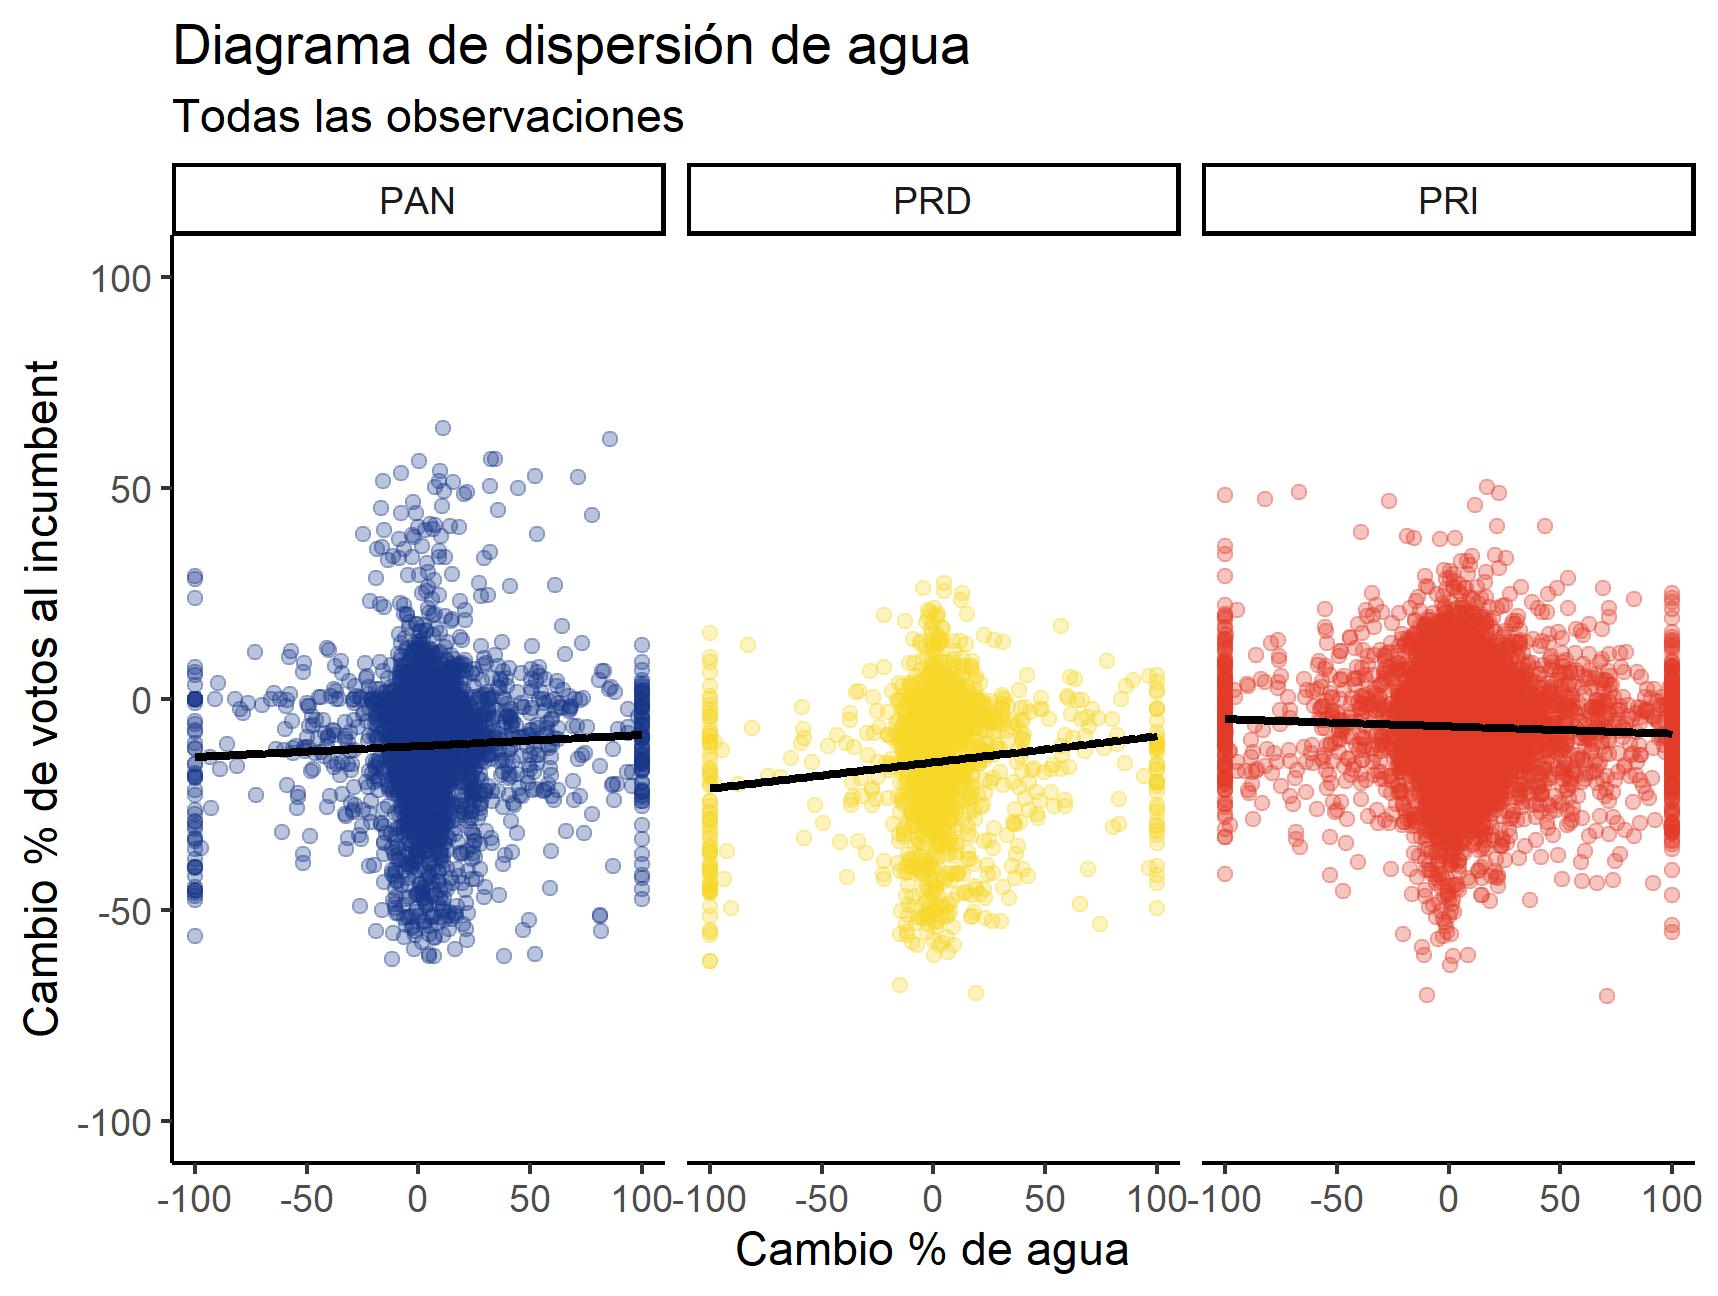 Diagrama de dispersión de agua
Todas las observaciones
PAN PRD PRI
100
50
0
-50
-100
Cambio % de votos al incumbent
-100 -50 0 50 100 -100 -50 0 50 100 -100 -50 0 50 100
Cambio % de agua